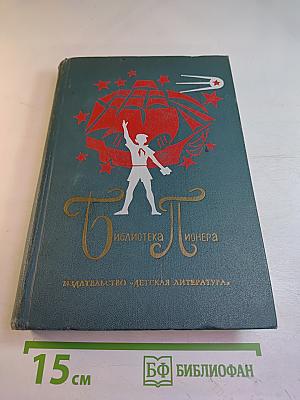 Библиотека Пионера
ИЗДАТЕЛЬСТВО «ДЕТСКАЯ ЛИТЕРАТУРА»
15 см
БФ БИБЛИОФАН